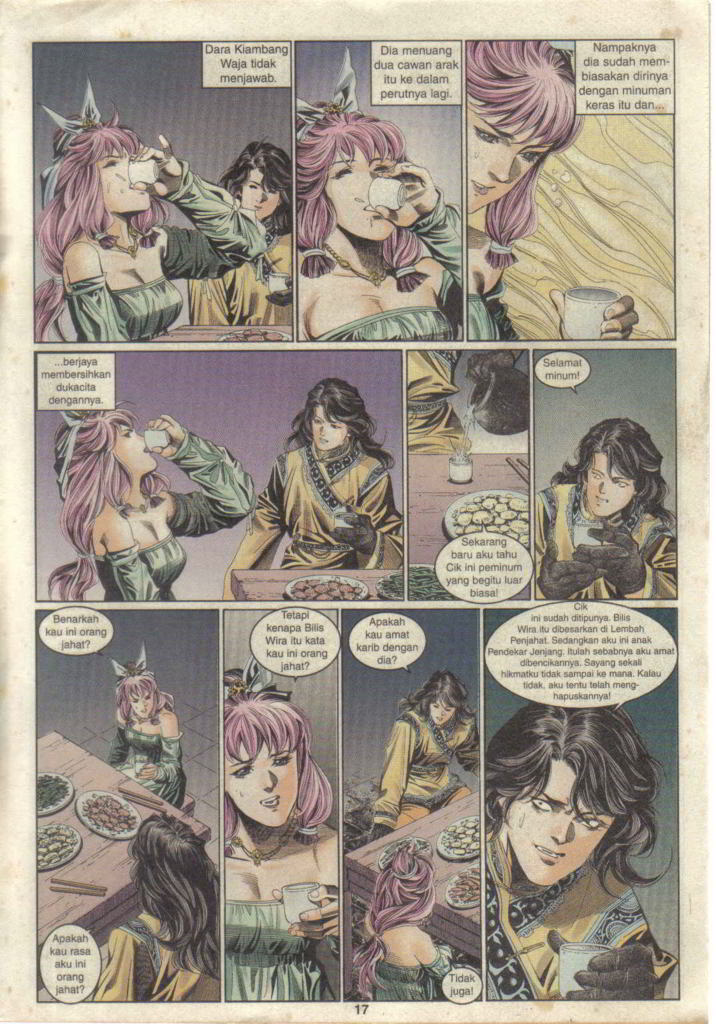 Dara Kiambang
Waja tidak
menjawab.
Dia menuang
dua cawan arak
itu ke dalam
perutnya lagi.
Nampaknya
dia sudah mem-
biasakan dirinya
dengan minuman
keras itu dan...
...berjaya
membersihkan
dukacita
dengannya.
Sekarang
baru aku tahu
Cik ini peminum
yang begitu luar
biasa!
Selamat
minum!
Benarkah
kau ini orang
jahat?
Apakah
kau rasa
aku ini
orang
jahat?
Tetapi
kenapa Bilis
Wira itu kata
kau ini orang
jahat?
Apakah
kau amat
karib dengan
dia?
Tidak
juga!
Cik
ini sudah ditipunya. Bilis
Wira itu dibesarkan di Lembah
Penjahat. Sedangkan aku ini anak
Pendekar Jenjang. Itulah sebabnya aku amat
dibencikannya. Sayang sekali
hikmatku tidak sampai ke mana. Kalau
tidak, aku tentu telah meng-
hapuskannya!
17